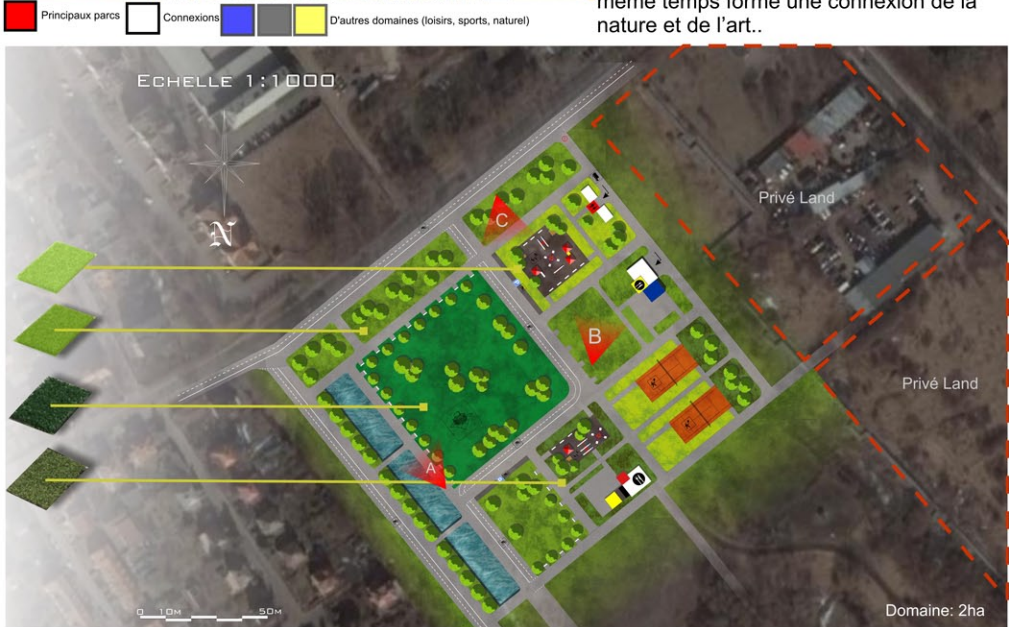 même temps forme une connexion de la
nature et de l'art..
Principaux parcs
Connexions
D'autres domaines (loisirs, sports, naturel)
Echelle 1:1000
Privé Land
N
C
B
Privé Land
A
0 10m 50m
Domaine: 2ha